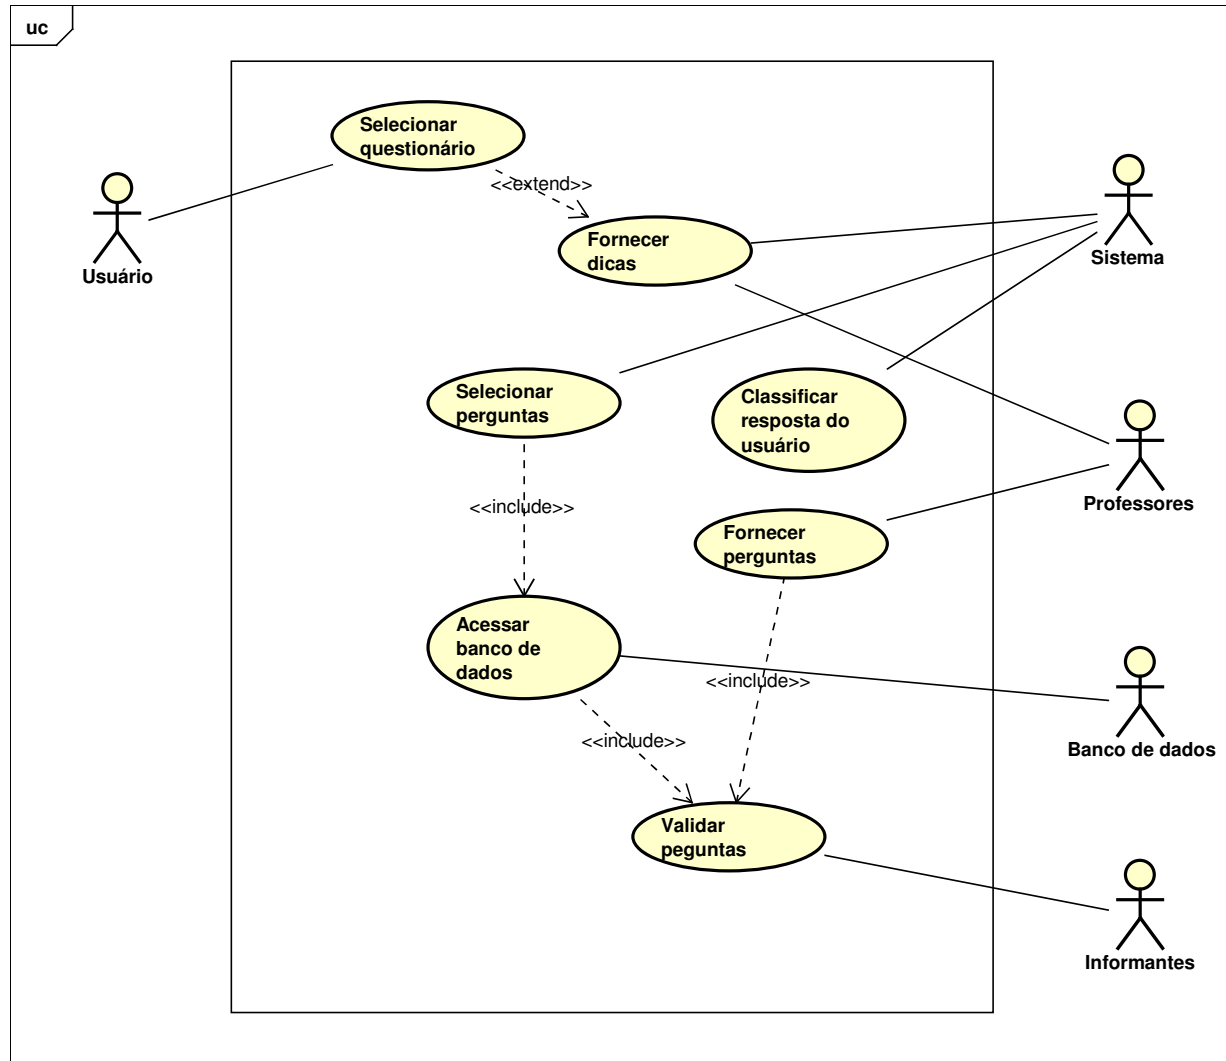 uc
Selecionar
questionário
<<extend>>
Usuário
Fornecer
dicas
Sistema
Selecionar
perguntas
Classificar
resposta do
usuário
Professores
<<include>>
Fornecer
perguntas
Acessar
banco de
dados
<<include>>
<<include>>
Banco de dados
Validar
peguntas
Informantes